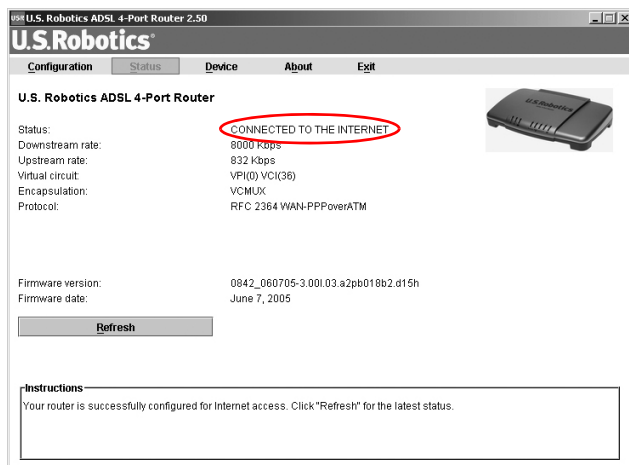 USR U.S. Robotics ADSL 4-Port Router 2.50
U.S.Robotics
Configuration Status Device About Exit
U.S. Robotics ADSL 4-Port Router
U.S.Robotics
Status: CONNECTED TO THE INTERNET
Downstream rate: 8000 Kbps
Upstream rate: 832 Kbps
Virtual circuit: VPI(0) VCI(36)
Encapsulation: VCMUX
Protocol: RFC 2364 WAN-PPPoverATM
Firmware version: 0842_060705-3.00l.03.a2pb018b2.d15h
Firmware date: June 7, 2005
Refresh
Instructions
Your router is successfully configured for Internet access. Click "Refresh" for the latest status.